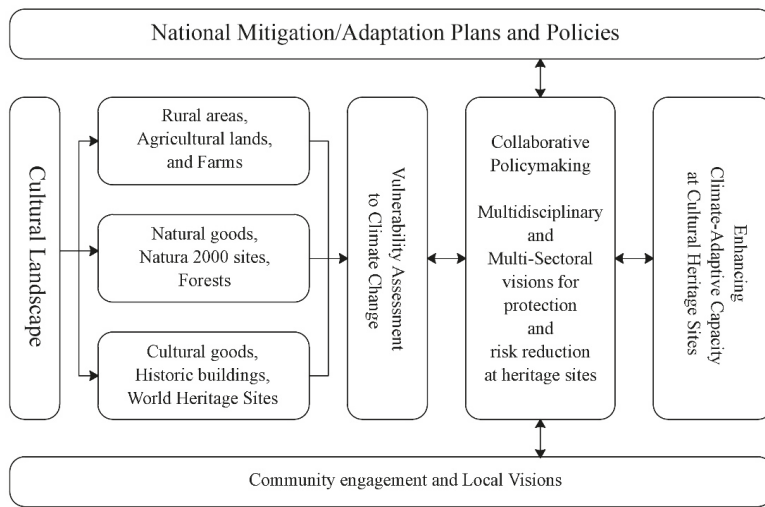 National Mitigation/Adaptation Plans and Policies
Cultural Landscape
Rural areas,
Agricultural lands,
and Farms
Natural goods,
Natura 2000 sites,
Forests
Cultural goods,
Historic buildings,
World Heritage Sites
Vulnerability Assessment
to Climate Change
Collaborative
Policymaking
Multidisciplinary
and
Multi-Sectoral
visions for
protection
and
risk reduction
at heritage sites
Enhancing
Climate-Adaptive Capacity
at Cultural Heritage Sites
Community engagement and Local Visions